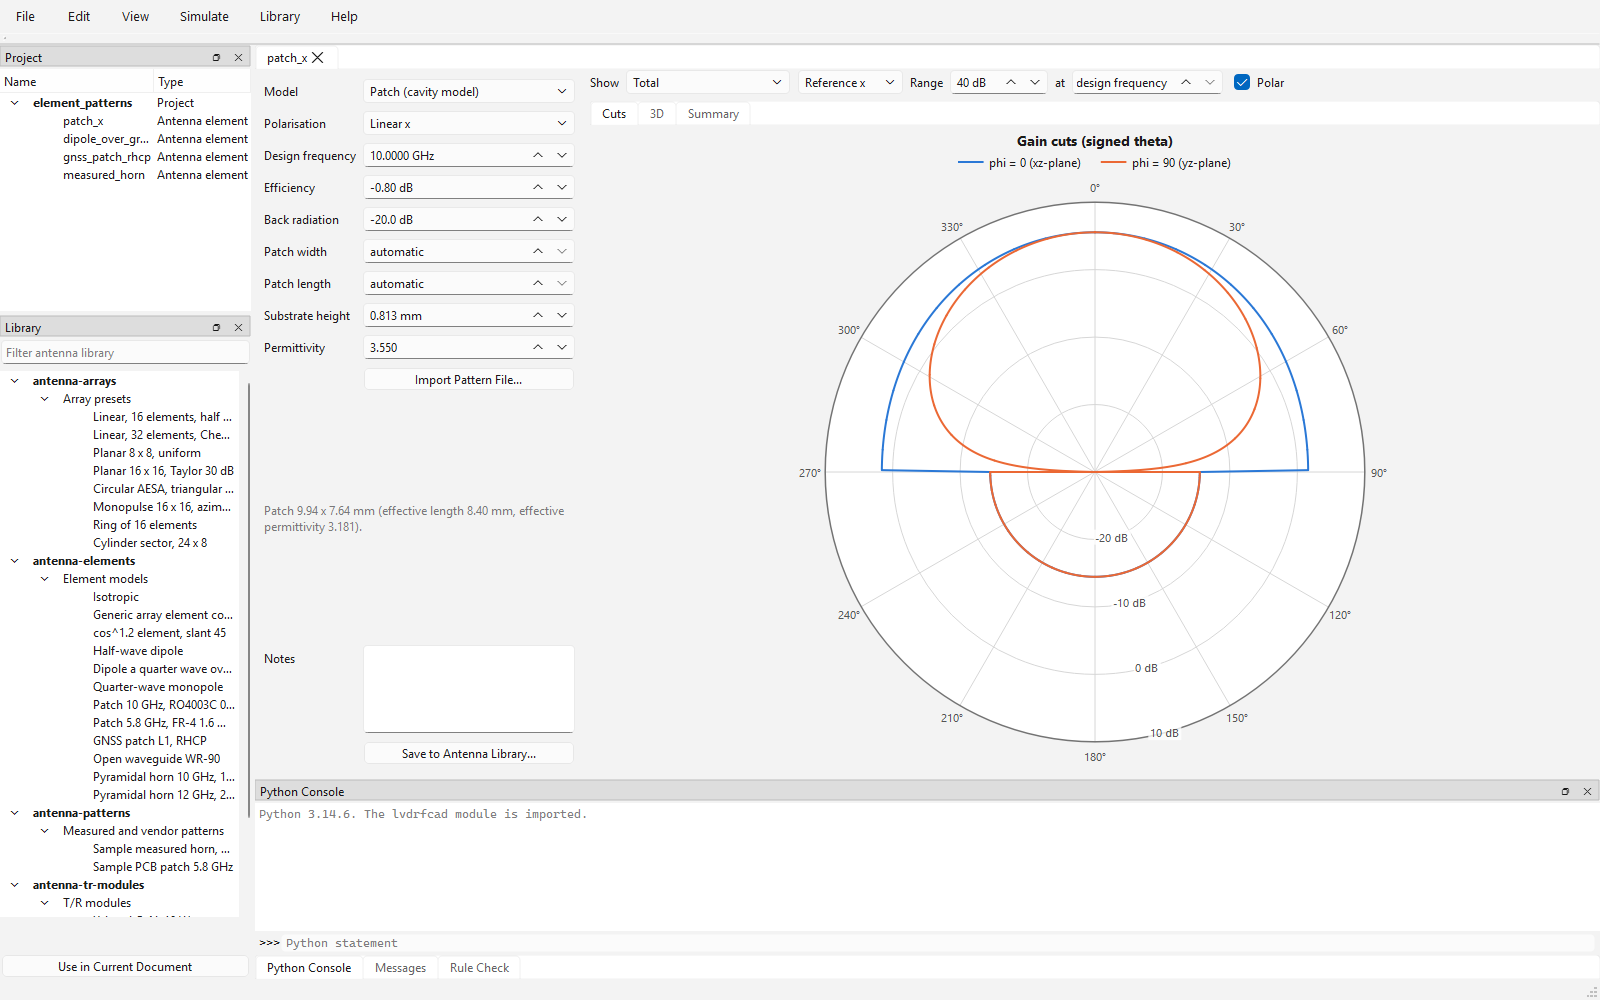 File Edit View Simulate Library Help
Project
Name Type
element_patterns Project
patch_x Antenna element
dipole_over_gr... Antenna element
gnss_patch_rhcp Antenna element
measured_horn Antenna element
Library
Filter antenna library
antenna-arrays
Array presets
Linear, 16 elements, half ...
Linear, 32 elements, Che...
Planar 8 x 8, uniform
Planar 16 x 16, Taylor 30 dB
Circular AESA, triangular ...
Monopulse 16 x 16, azim...
Ring of 16 elements
Cylinder sector, 24 x 8
antenna-elements
Element models
Isotropic
Generic array element co...
cos^1.2 element, slant 45
Half-wave dipole
Dipole a quarter wave ov...
Quarter-wave monopole
Patch 10 GHz, RO4003C 0...
Patch 5.8 GHz, FR-4 1.6 ...
GNSS patch L1, RHCP
Open waveguide WR-90
Pyramidal horn 10 GHz, 1...
Pyramidal horn 12 GHz, 2...
antenna-patterns
Measured and vendor patterns
Sample measured horn, ...
Sample PCB patch 5.8 GHz
antenna-tr-modules
T/R modules
Use in Current Document
patch_x
Model Patch (cavity model)
Polarisation Linear x
Design frequency 10.0000 GHz
Efficiency -0.80 dB
Back radiation -20.0 dB
Patch width automatic
Patch length automatic
Substrate height 0.813 mm
Permittivity 3.550
Import Pattern File...
Patch 9.94 x 7.64 mm (effective length 8.40 mm, effective
permittivity 3.181).
Notes
Save to Antenna Library...
Show Total Reference x Range 40 dB at design frequency Polar
Cuts 3D Summary
Gain cuts (signed theta)
phi = 0 (xz-plane) phi = 90 (yz-plane)
0°
330° 30°
300° 60°
270° 90°
-20 dB
-10 dB
240° 120°
0 dB
210° 150°
10 dB
180°
Python Console
Python 3.14.6. The lvdrfcad module is imported.
>>> Python statement
Python Console Messages Rule Check